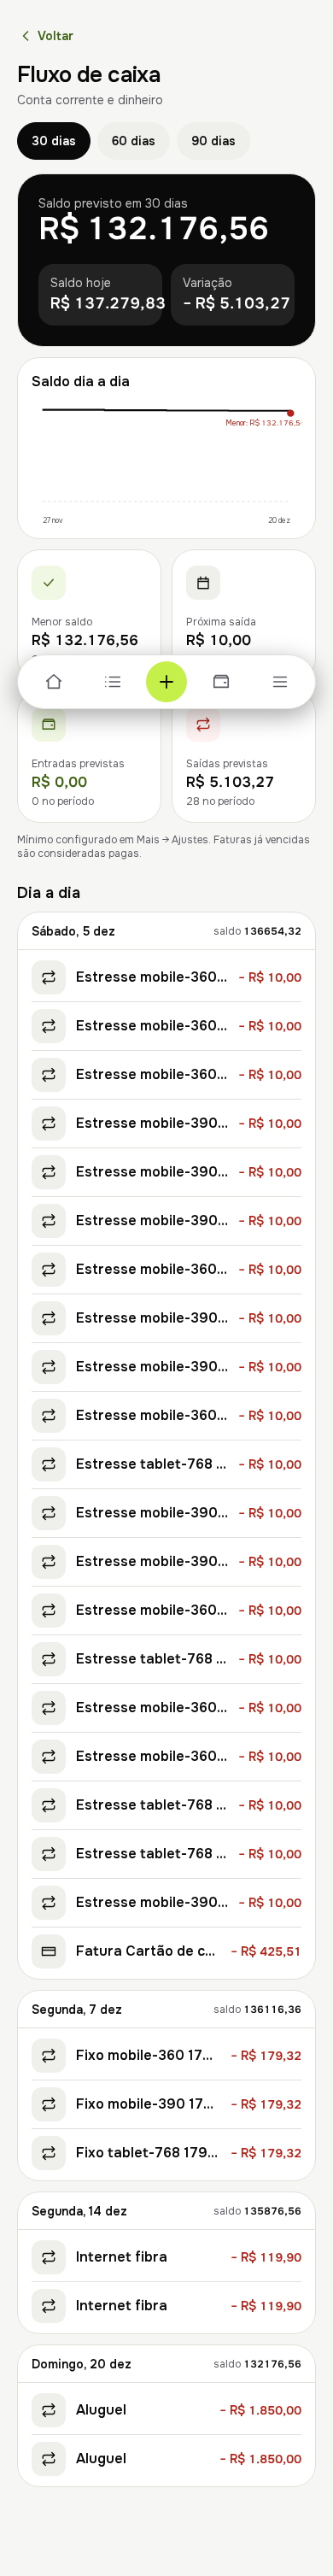 Voltar
Fluxo de caixa
Conta corrente e dinheiro
30 dias
60 dias
90 dias
Saldo previsto em 30 dias
R$ 132.176,56
Saldo hoje
R$ 137.279,83
Variação
− R$ 5.103,27
Saldo dia a dia
Menor: R$ 132.176,5
27 nov
20 dez
Menor saldo
R$ 132.176,56
Próxima saída
R$ 10,00
Entradas previstas
R$ 0,00
0 no período
Saídas previstas
R$ 5.103,27
28 no período
Mínimo configurado em Mais → Ajustes. Faturas já vencidas
são consideradas pagas.
Dia a dia
Sábado, 5 dez
saldo 136654,32
Estresse mobile-360... − R$ 10,00
Estresse mobile-360... − R$ 10,00
Estresse mobile-360... − R$ 10,00
Estresse mobile-390... − R$ 10,00
Estresse mobile-390... − R$ 10,00
Estresse mobile-390... − R$ 10,00
Estresse mobile-360... − R$ 10,00
Estresse mobile-390... − R$ 10,00
Estresse mobile-390... − R$ 10,00
Estresse mobile-360... − R$ 10,00
Estresse tablet-768 ... − R$ 10,00
Estresse mobile-390... − R$ 10,00
Estresse mobile-390... − R$ 10,00
Estresse mobile-360... − R$ 10,00
Estresse tablet-768 ... − R$ 10,00
Estresse mobile-360... − R$ 10,00
Estresse mobile-360... − R$ 10,00
Estresse tablet-768 ... − R$ 10,00
Estresse tablet-768 ... − R$ 10,00
Estresse mobile-390... − R$ 10,00
Fatura Cartão de c... − R$ 425,51
Segunda, 7 dez
saldo 136116,36
Fixo mobile-360 17... − R$ 179,32
Fixo mobile-390 17... − R$ 179,32
Fixo tablet-768 179... − R$ 179,32
Segunda, 14 dez
saldo 135876,56
Internet fibra − R$ 119,90
Internet fibra − R$ 119,90
Domingo, 20 dez
saldo 132176,56
Aluguel − R$ 1.850,00
Aluguel − R$ 1.850,00